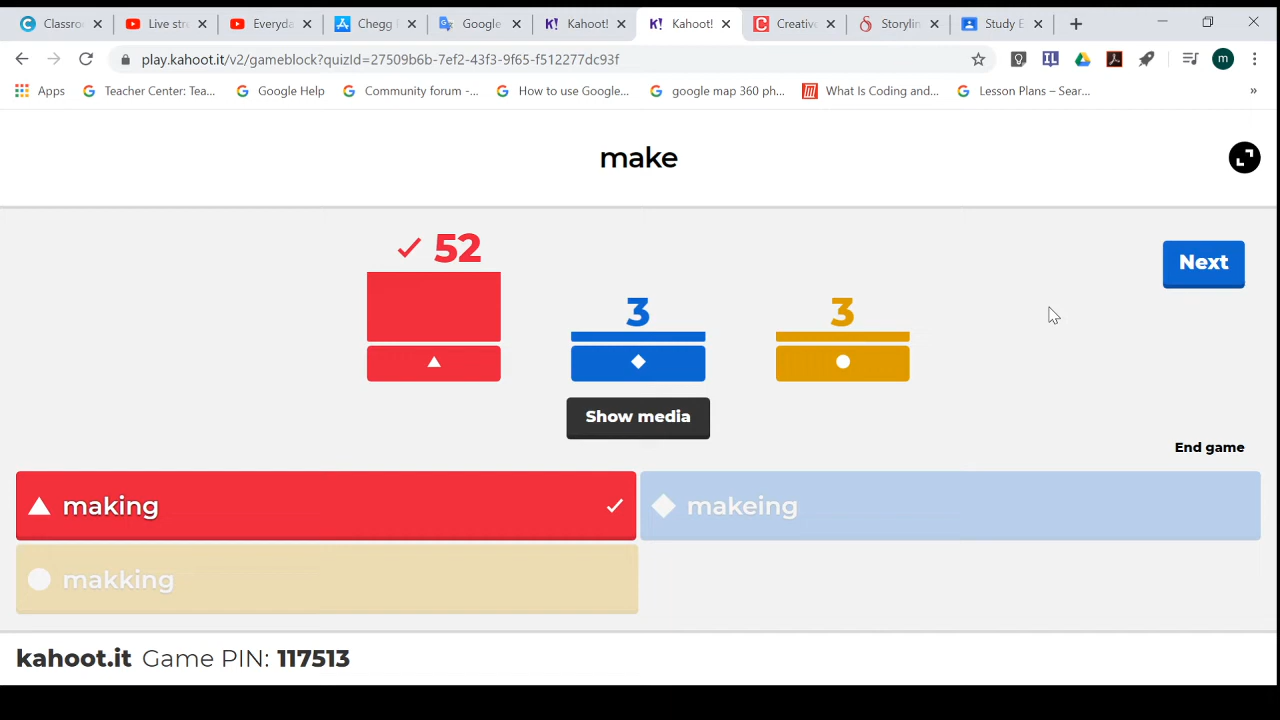 Classroo
Live stre
Everyda
Chegg F
Google
Kahoot!
Kahoot!
Creative
Storylin
Study E
play.kahoot.it/v2/gameblock?quizId=27509b6b-7ef2-43f3-9f65-f512277dc93f
Apps
Teacher Center: Tea...
Google Help
Community forum -...
How to use Google...
google map 360 ph...
What Is Coding and...
Lesson Plans – Sear...
»
make
52
3
3
Next
Show media
End game
making
makeing
makking
kahoot.it Game PIN: 117513